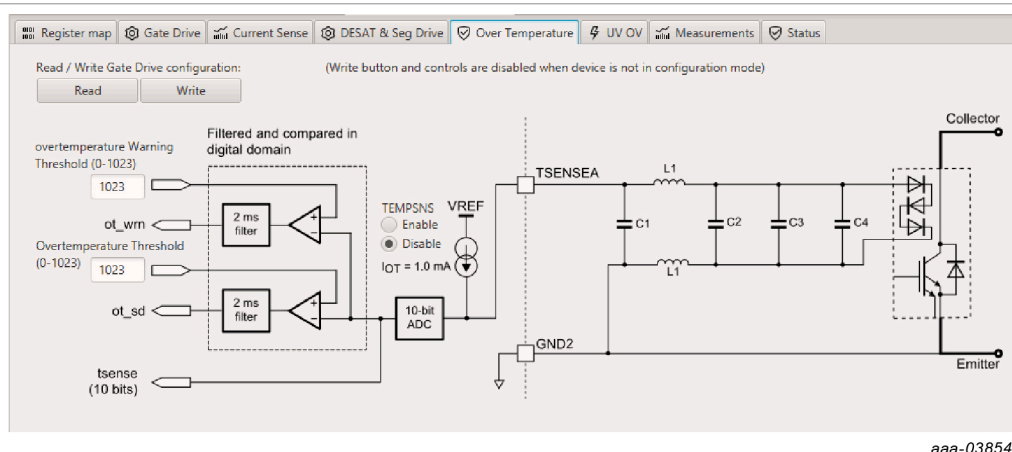 Register map Gate Drive Current Sense DESAT & Seg Drive Over Temperature UV OV Measurements Status
Read / Write Gate Drive configuration: (Write button and controls are disabled when device is not in configuration mode)
Read Write
Collector
Filtered and compared in
digital domain
overtemperature Warning
Threshold (0-1023)
1023
TSENSEA
L1
ot_wrn
2 ms
filter
+
−
TEMPSNS
Enable
Disable
VREF
C1
C2
C3
C4
Overtemperature Threshold
(0-1023)
1023
IOT = 1.0 mA
L1
ot_sd
2 ms
filter
+
−
10-bit
ADC
GND2
Emitter
tsense
(10 bits)
aaa-03854